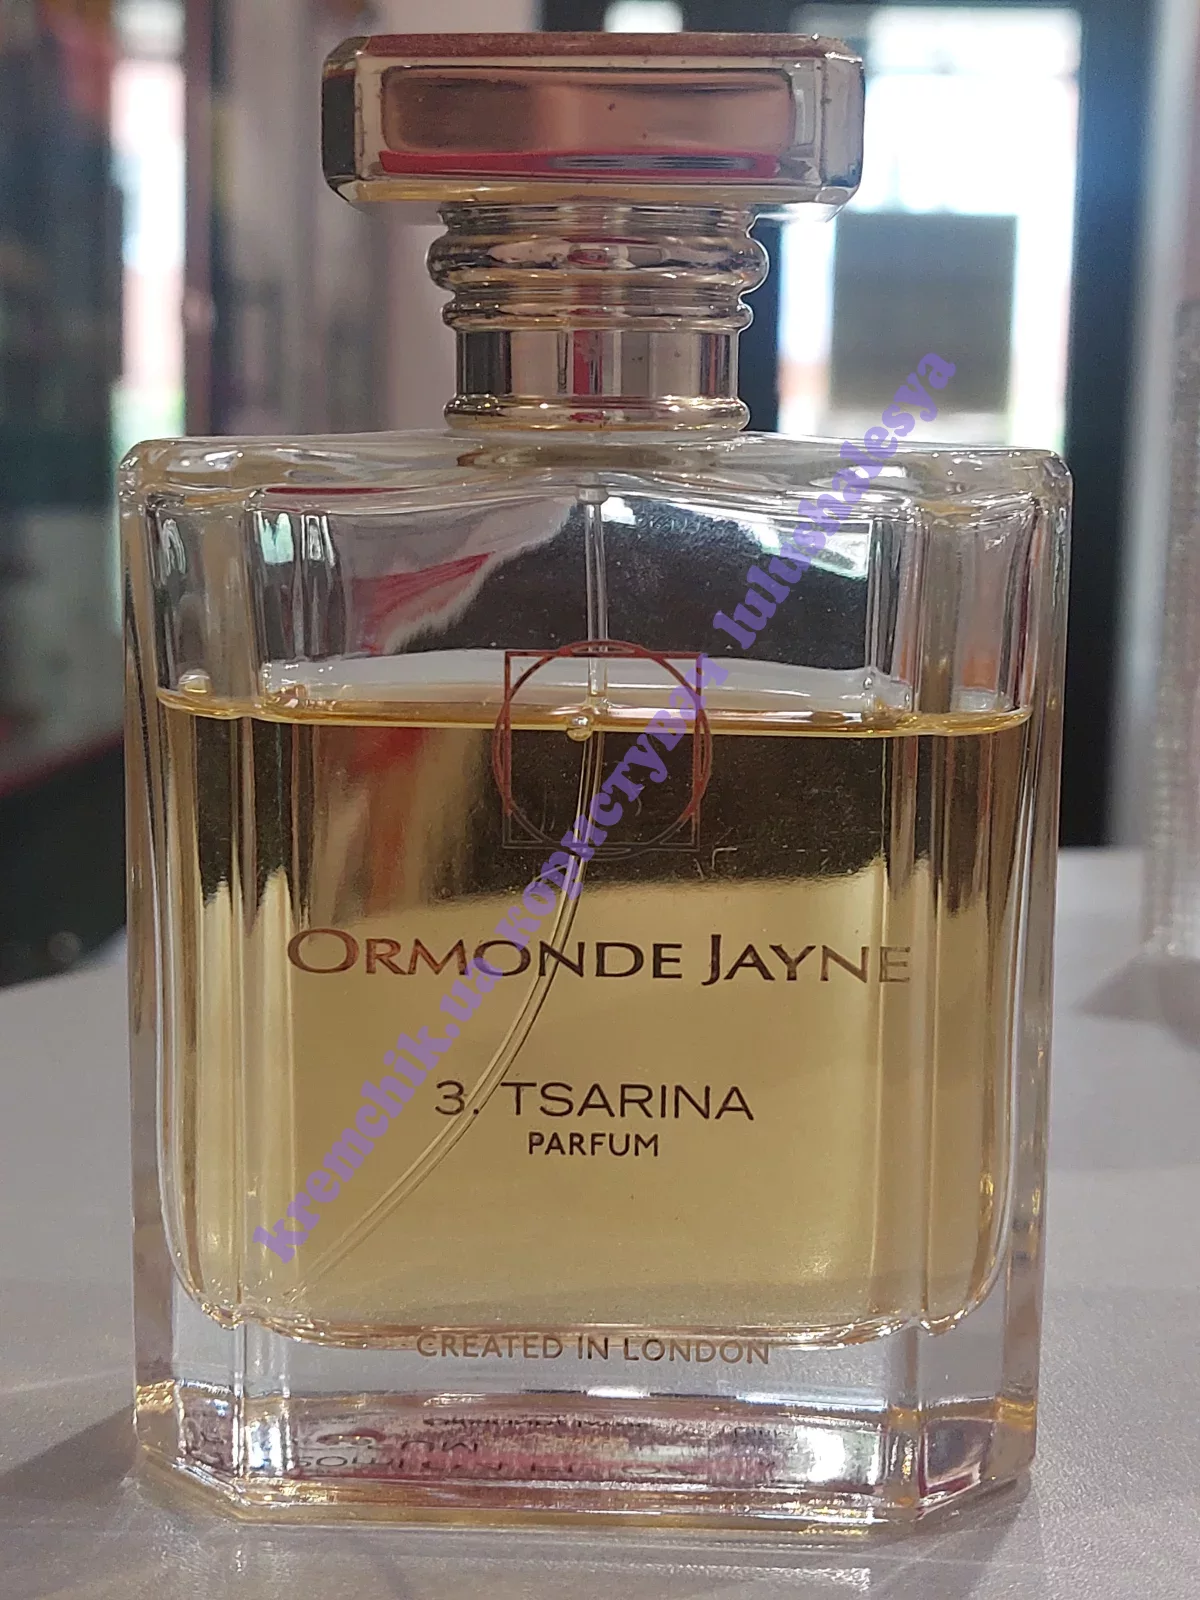 ORMONDE JAYNE
3. TSARINA
PARFUM
CREATED IN LONDON
kremchik.ua користувач lulushalesya